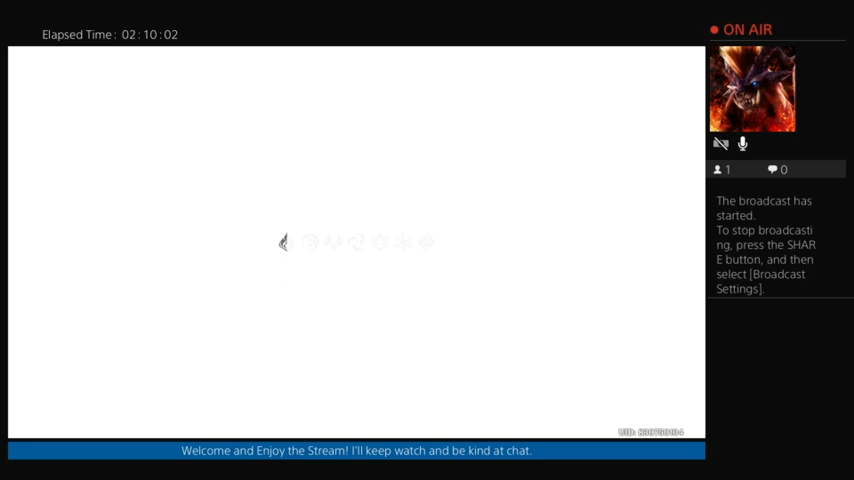 Elapsed Time: 02:10:02
ON AIR
1
0
The broadcast has
started.
To stop broadcasti
ng, press the SHAR
E button, and then
select [Broadcast
Settings].
Welcome and Enjoy the Stream! I'll keep watch and be kind at chat.